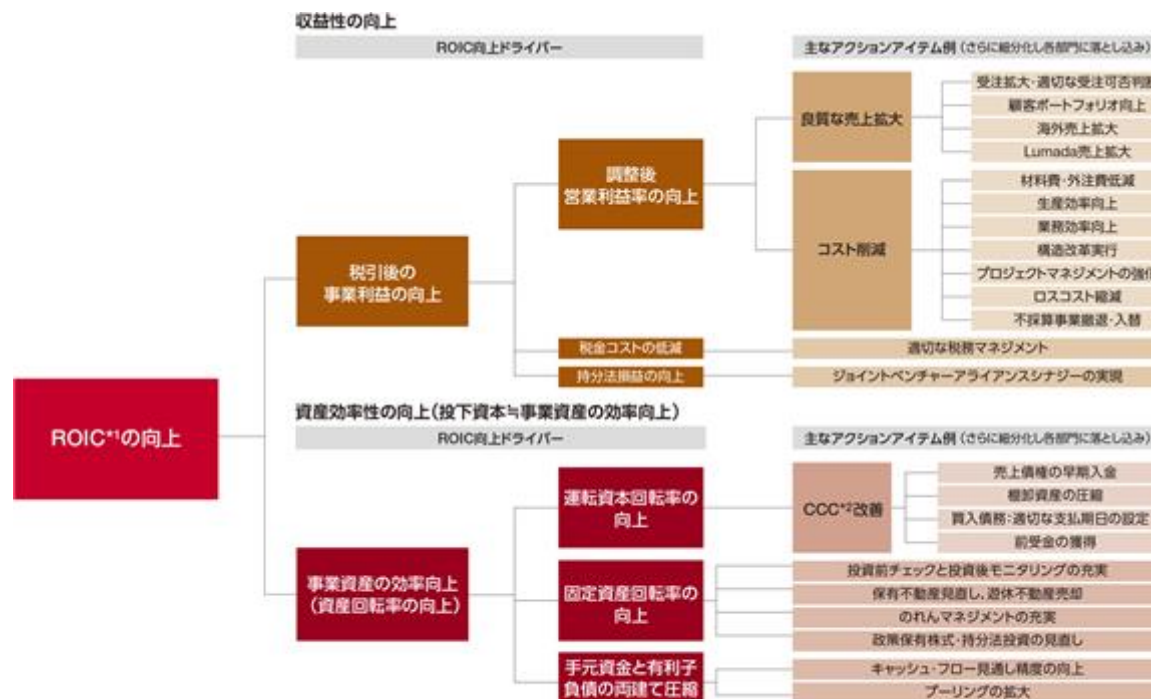 収益性の向上
ROIC向上ドライバー
主なアクションアイテム例(さらに細分化し各部門に落とし込み)
ROIC*1の向上
税引後の
事業利益の向上
調整後
営業利益率の向上
良質な売上拡大
受注拡大・適切な受注可否判断
顧客ポートフォリオ向上
海外売上拡大
Lumada売上拡大
コスト削減
材料費・外注費低減
生産効率向上
業務効率向上
構造改革実行
プロジェクトマネジメントの強化
ロスコスト縮減
不採算事業撤退・入替
税金コストの低減
適切な税務マネジメント
持分法損益の向上
ジョイントベンチャーアライアンスシナジーの実現
資産効率性の向上(投下資本≒事業資産の効率向上)
ROIC向上ドライバー
主なアクションアイテム例(さらに細分化し各部門に落とし込み)
事業資産の効率向上
(資産回転率の向上)
運転資本回転率の
向上
CCC*2改善
売上債権の早期入金
棚卸資産の圧縮
買入債務:適切な支払期日の設定
前受金の獲得
固定資産回転率の
向上
投資前チェックと投資後モニタリングの充実
保有不動産見直し、遊休不動産売却
のれんマネジメントの充実
政策保有株式・持分法投資の見直し
手元資金と有利子
負債の両建て圧縮
キャッシュ・フロー見通し精度の向上
プーリングの拡大